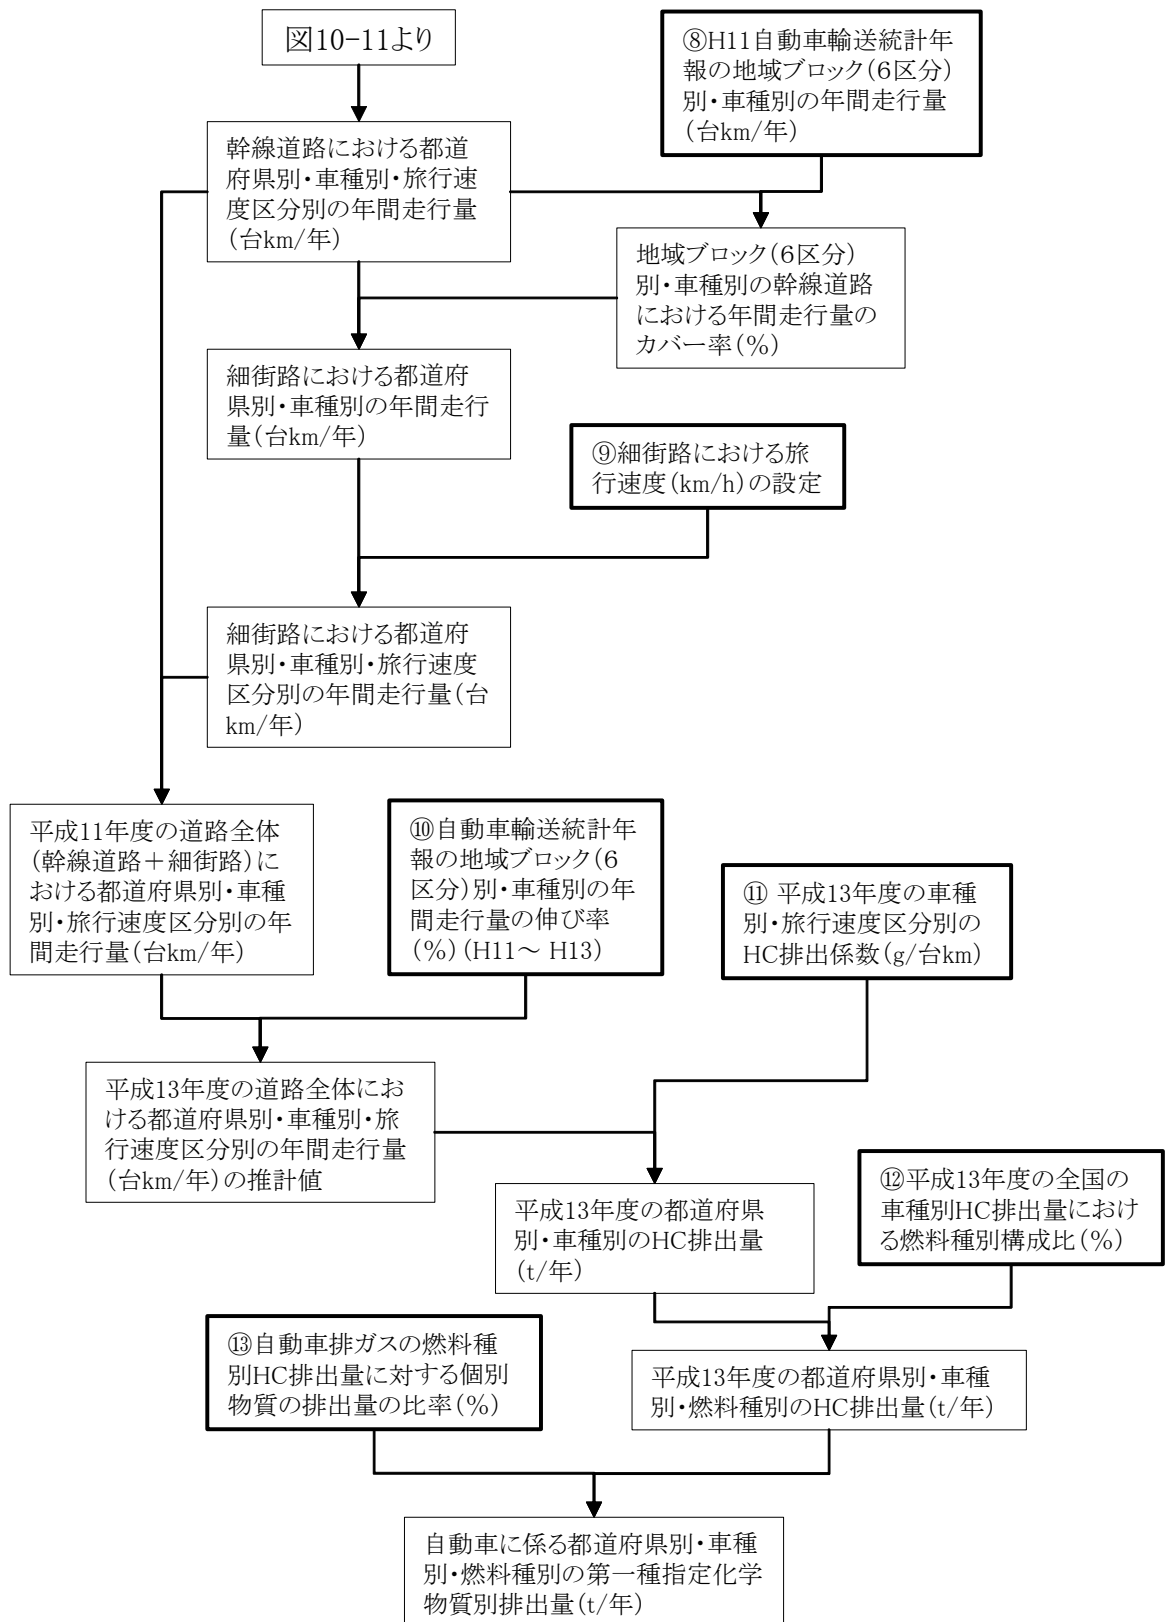 図10-11より
⑧H11自動車輸送統計年
報の地域ブロック(6区分)
別・車種別の年間走行量
(台km/年)
幹線道路における都道
府県別・車種別・旅行速
度区分別の年間走行量
(台km/年)
地域ブロック(6区分)
別・車種別の幹線道路
における年間走行量の
カバー率(%)
細街路における都道府
県別・車種別の年間走行
量(台km/年)
⑨細街路における旅
行速度(km/h)の設定
細街路における都道府
県別・車種別・旅行速度
区分別の年間走行量(台
km/年)
平成11年度の道路全体
(幹線道路+細街路)に
おける都道府県別・車種
別・旅行速度区分別の年
間走行量(台km/年)
⑩自動車輸送統計年
報の地域ブロック(6
区分)別・車種別の年
間走行量の伸び率
(%)(H11~ H13)
⑪ 平成13年度の車種
別・旅行速度区分別の
HC排出係数(g/台km)
平成13年度の道路全体にお
ける都道府県別・車種別・旅
行速度区分別の年間走行量
(台km/年)の推計値
平成13年度の都道府県
別・車種別のHC排出量
(t/年)
⑫平成13年度の全国の
車種別HC排出量におけ
る燃料種別構成比(%)
⑬自動車排ガスの燃料種
別HC排出量に対する個別
物質の排出量の比率(%)
平成13年度の都道府県別・車種
別・燃料種別のHC排出量(t/年)
自動車に係る都道府県別・車種
別・燃料種別の第一種指定化学
物質別排出量(t/年)